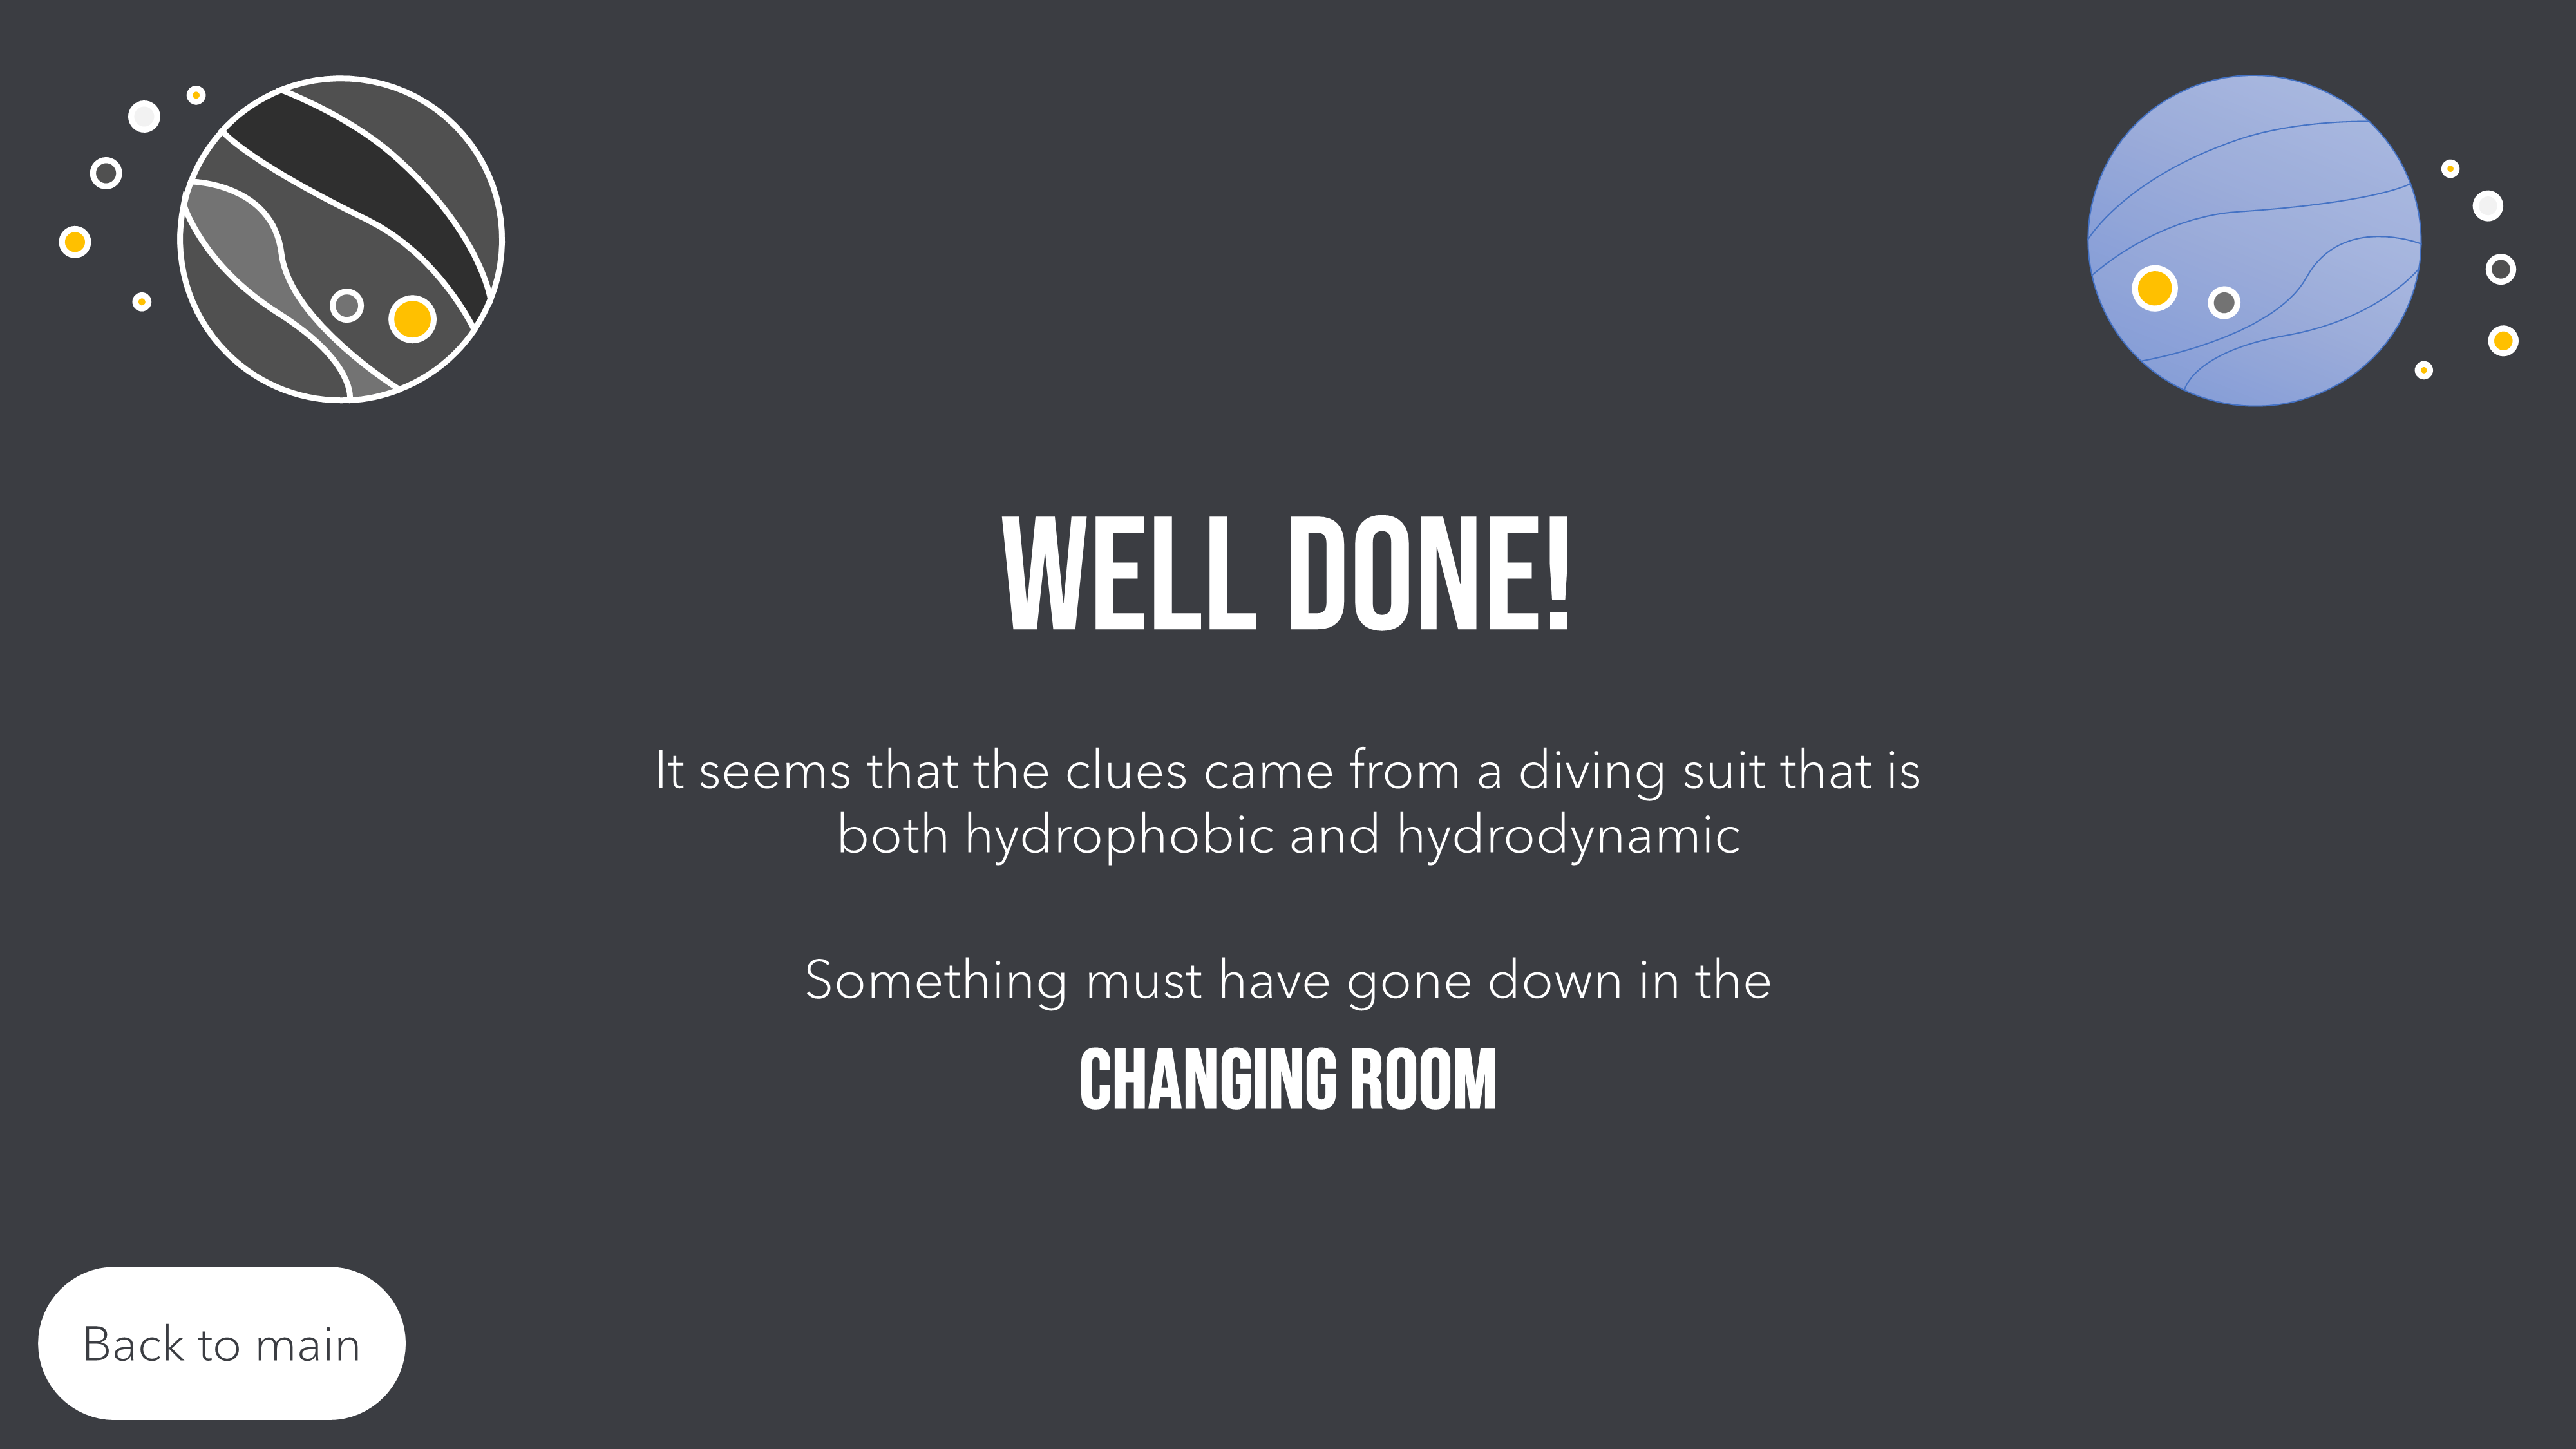 WELL DONE!
It seems that the clues came from a diving suit that is
both hydrophobic and hydrodynamic
Something must have gone down in the
CHANGING ROOM
Back to main